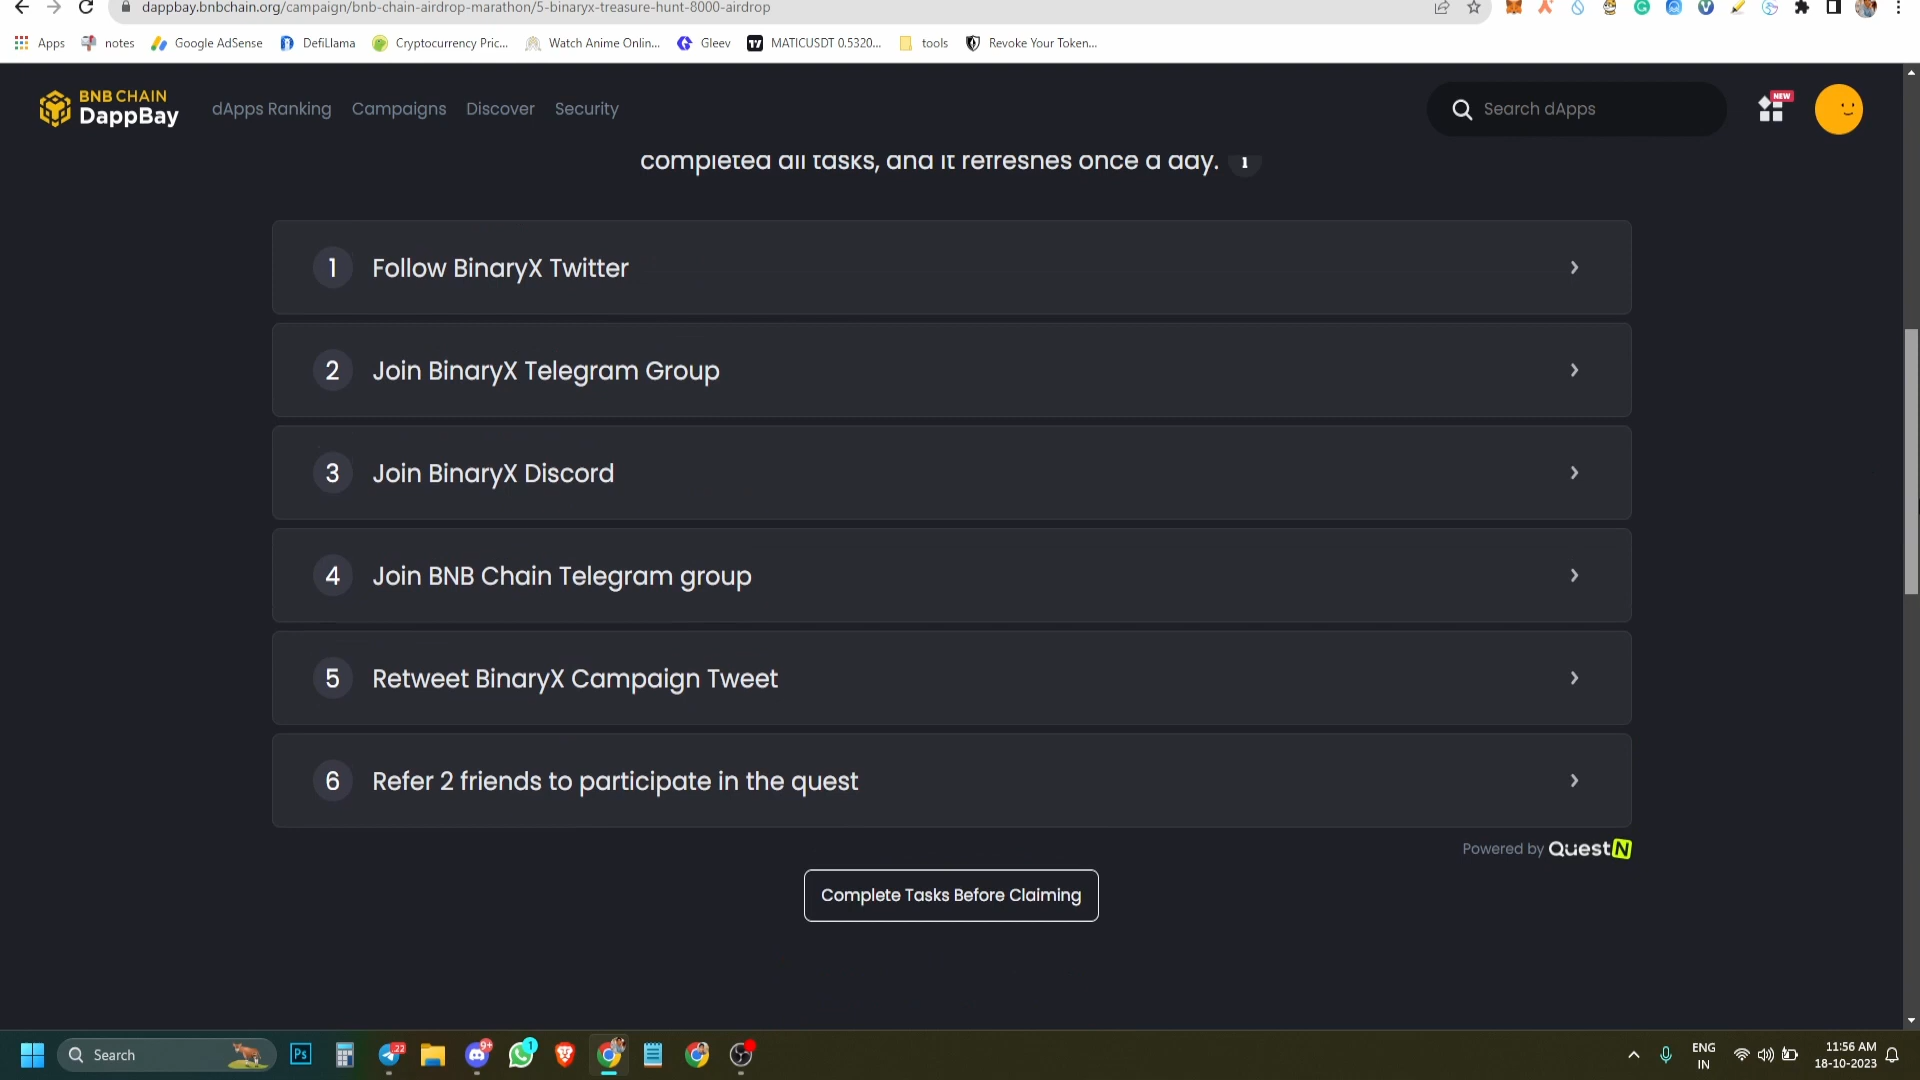 dappbay.bnbchain.org/campaign/bnb-chain-airdrop-marathon/5-binaryx-treasure-hunt-8000-airdrop
Apps notes Google AdSense DefiLlama Cryptocurrency Pric... Watch Anime Onlin... Gleev MATICUSDT 0.5320... tools Revoke Your Token...
BNB CHAIN
DappBay
dApps Ranking Campaigns Discover Security
Search dApps
NEW
completed all tasks, and it refreshes once a day. i
1 Follow BinaryX Twitter
2 Join BinaryX Telegram Group
3 Join BinaryX Discord
4 Join BNB Chain Telegram group
5 Retweet BinaryX Campaign Tweet
6 Refer 2 friends to participate in the quest
Powered by QuestN
Complete Tasks Before Claiming
Search
Ps
22
9+
1
ENG
IN
11:56 AM
18-10-2023